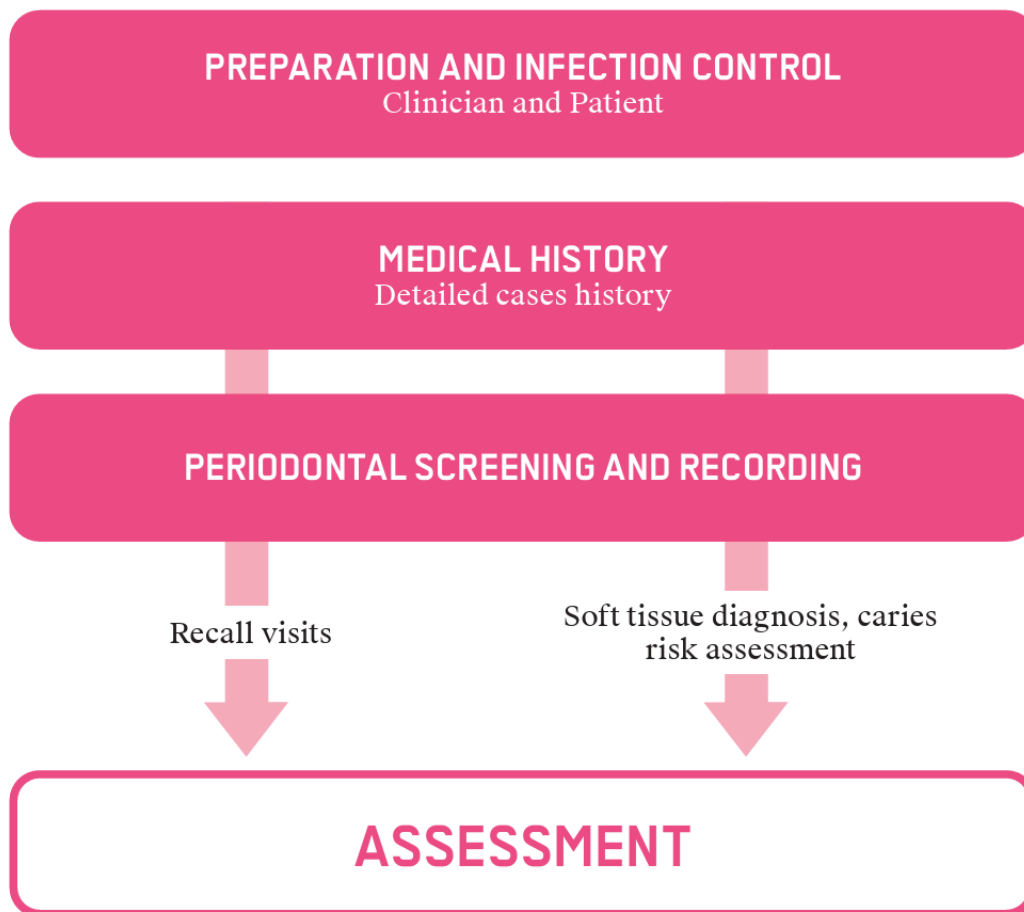 PREPARATION AND INFECTION CONTROL
Clinician and Patient
MEDICAL HISTORY
Detailed cases history
PERIODONTAL SCREENING AND RECORDING
Recall visits
Soft tissue diagnosis, caries
risk assessment
ASSESSMENT